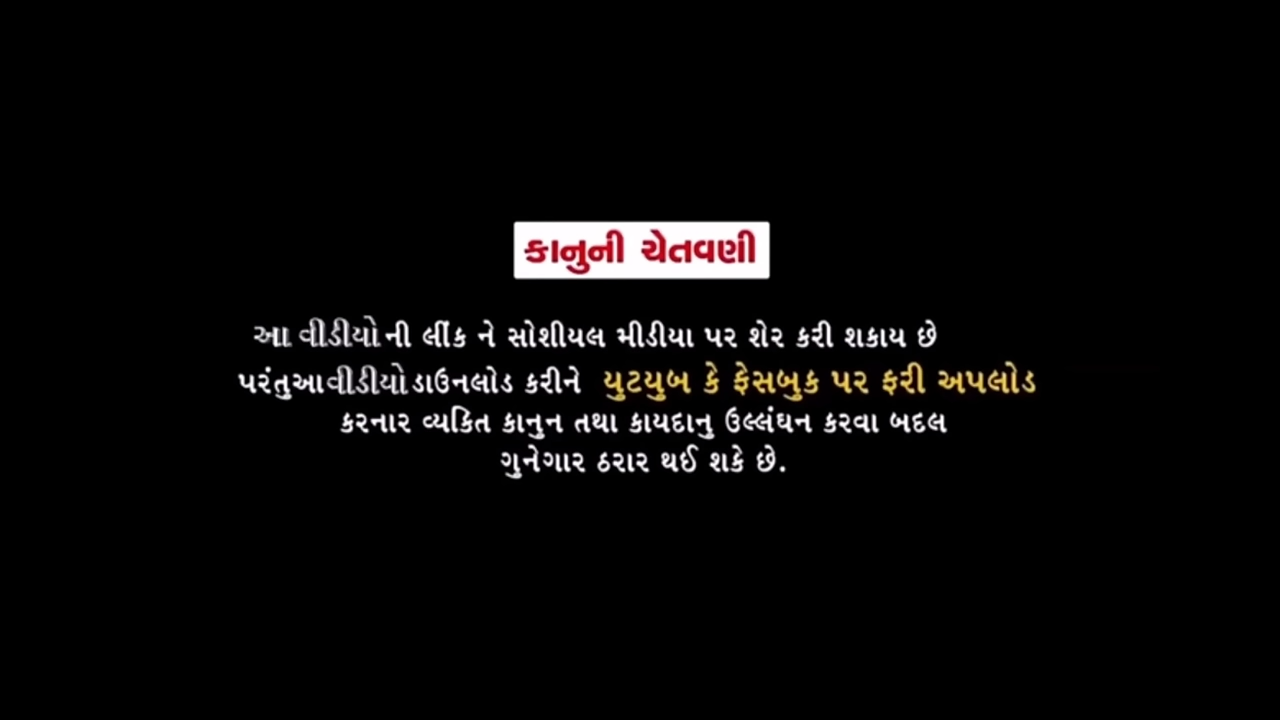 કાનુની ચેતવણી
આ વીડીયો ની લીંક ને સોશીયલ મીડીયા પર શેર કરી શકાય છે
પરંતુઆવીડીયો ડાઉનલોડ કરીને યુટયુબ કે ફેસબુક પર ફરી અપલોડ
કરનાર વ્યકિત કાનુન તથા કાયદાનુ ઉલ્લંઘન કરવા બદલ
ગુનેગાર ઠરાર થઈ શકે છે.